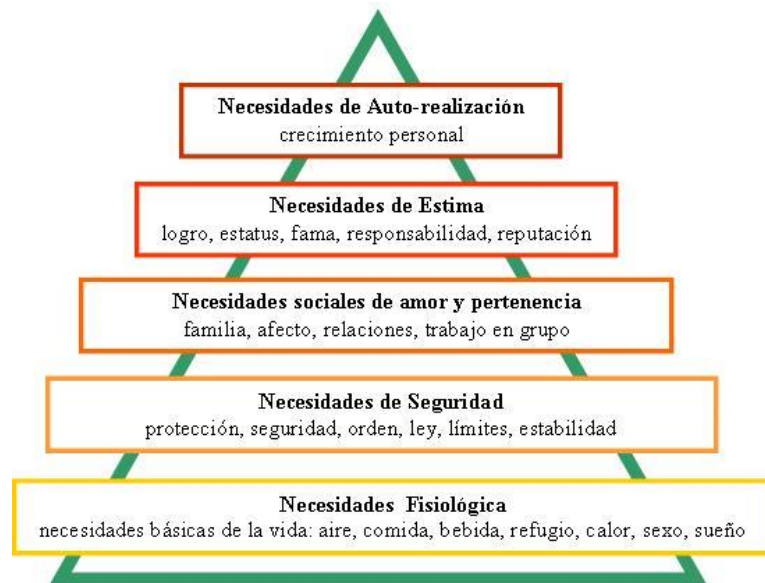 Necesidades de Auto-realización
crecimiento personal
Necesidades de Estima
logro, estatus, fama, responsabilidad, reputación
Necesidades sociales de amor y pertenencia
familia, afecto, relaciones, trabajo en grupo
Necesidades de Seguridad
protección, seguridad, orden, ley, límites, estabilidad
Necesidades Fisiológica
necesidades básicas de la vida: aire, comida, bebida, refugio, calor, sexo, sueño